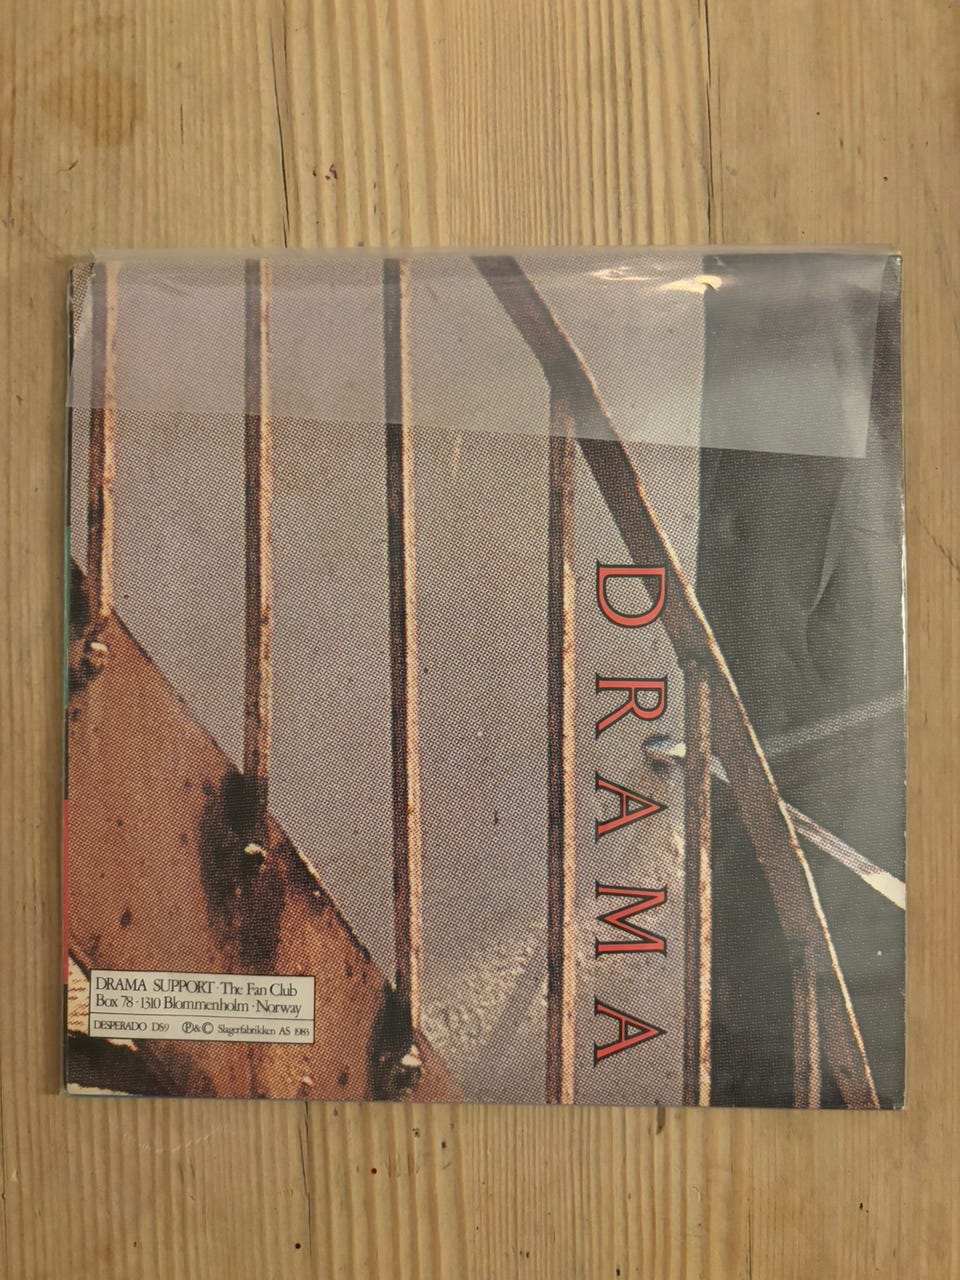 DRAMA
DRAMA SUPPORT · The Fan Club
Box 78 · 1310 Blommenholm · Norway
DESPERADO DS9 Ⓟ&© Slagerfabrikken AS 1983